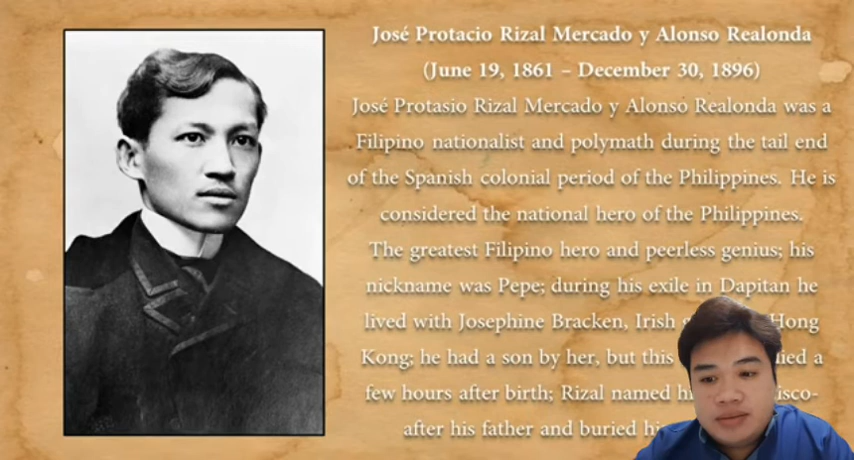 José Protacio Rizal Mercado y Alonso Realonda
(June 19, 1861 – December 30, 1896)
José Protasio Rizal Mercado y Alonso Realonda was a
Filipino nationalist and polymath during the tail end
of the Spanish colonial period of the Philippines. He is
considered the national hero of the Philippines.
The greatest Filipino hero and peerless genius; his
nickname was Pepe; during his exile in Dapitan he
lived with Josephine Bracken, Irish Hong
Kong; he had a son by her, but this a
few hours after birth; Rizal named
after his father and buried